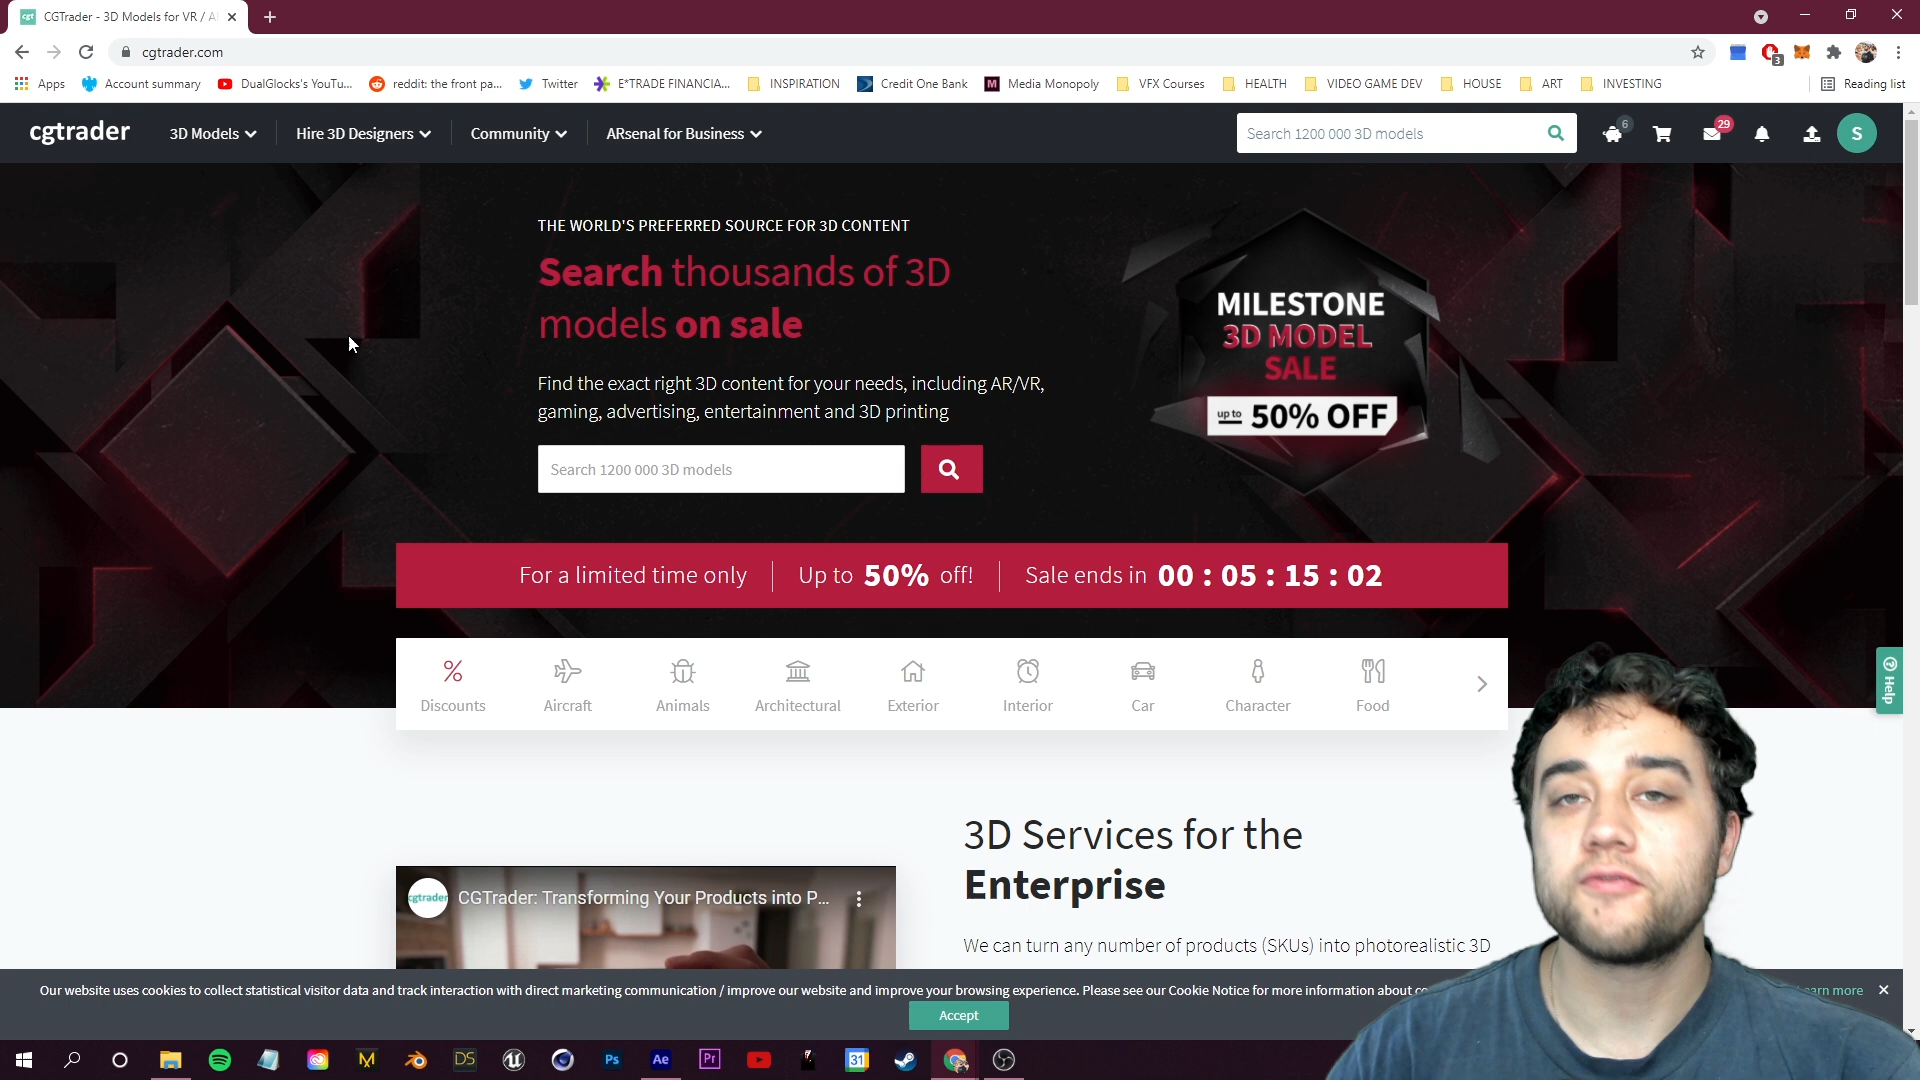 CGTrader - 3D Models for VR / A
cgtrader.com
3
Apps
Account summary
DualGlocks's YouTu...
reddit: the front pa...
Twitter
E*TRADE FINANCIA...
INSPIRATION
Credit One Bank
Media Monopoly
VFX Courses
HEALTH
VIDEO GAME DEV
HOUSE
ART
INVESTING
Reading list
cgtrader
3D Models
Hire 3D Designers
Community
ARsenal for Business
Search 1200 000 3D models
6
29
S
THE WORLD'S PREFERRED SOURCE FOR 3D CONTENT
Search thousands of 3D
models on sale
Find the exact right 3D content for your needs, including AR/VR,
gaming, advertising, entertainment and 3D printing
Search 1200 000 3D models
MILESTONE
3D MODEL
SALE
up to 50% OFF
For a limited time only
Up to 50% off!
Sale ends in 00 : 05 : 15 : 02
Discounts
Aircraft
Animals
Architectural
Exterior
Interior
Car
Character
Food
Help
3D Services for the
Enterprise
We can turn any number of products (SKUs) into photorealistic 3D
cgtrader
CGTrader: Transforming Your Products into P...
Our website uses cookies to collect statistical visitor data and track interaction with direct marketing communication / improve our website and improve your browsing experience. Please see our Cookie Notice for more information about
arn more
Accept
DS
Ps
Ae
Pr
31